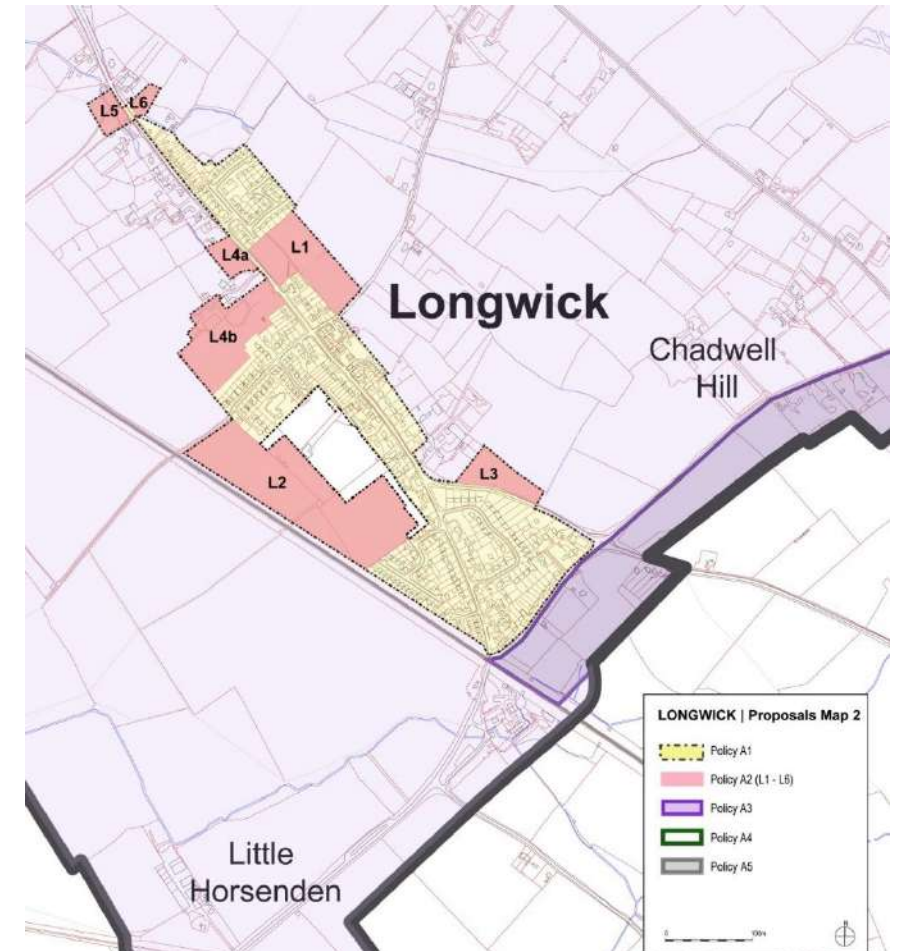 L5
L6
L4a
L1
Longwick
L4b
Chadwell
Hill
L2
L3
LONGWICK | Proposals Map 2
Policy A1
Policy A2 (L1 - L6)
Policy A3
Policy A4
Policy A5
Little
Horsenden
0
N